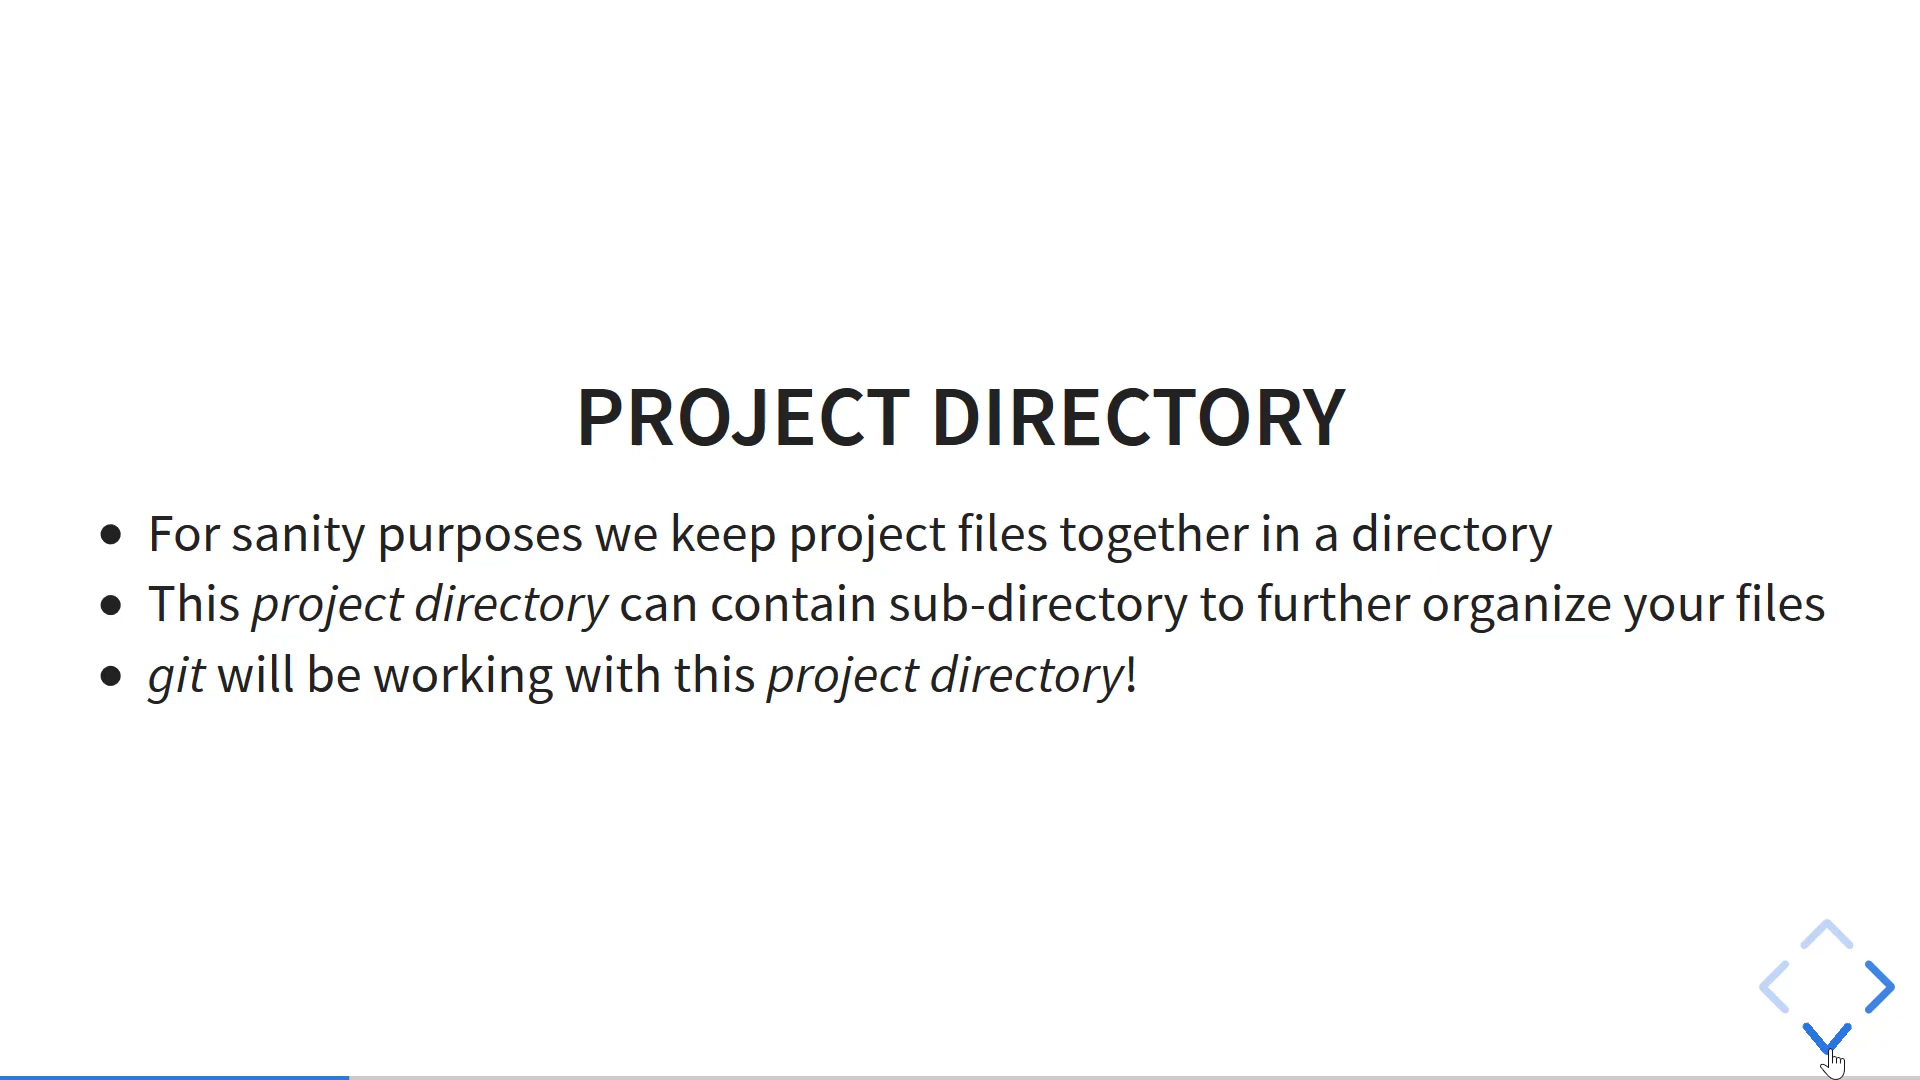 PROJECT DIRECTORY
For sanity purposes we keep project files together in a directory
This project directory can contain sub-directory to further organize your files
git will be working with this project directory!